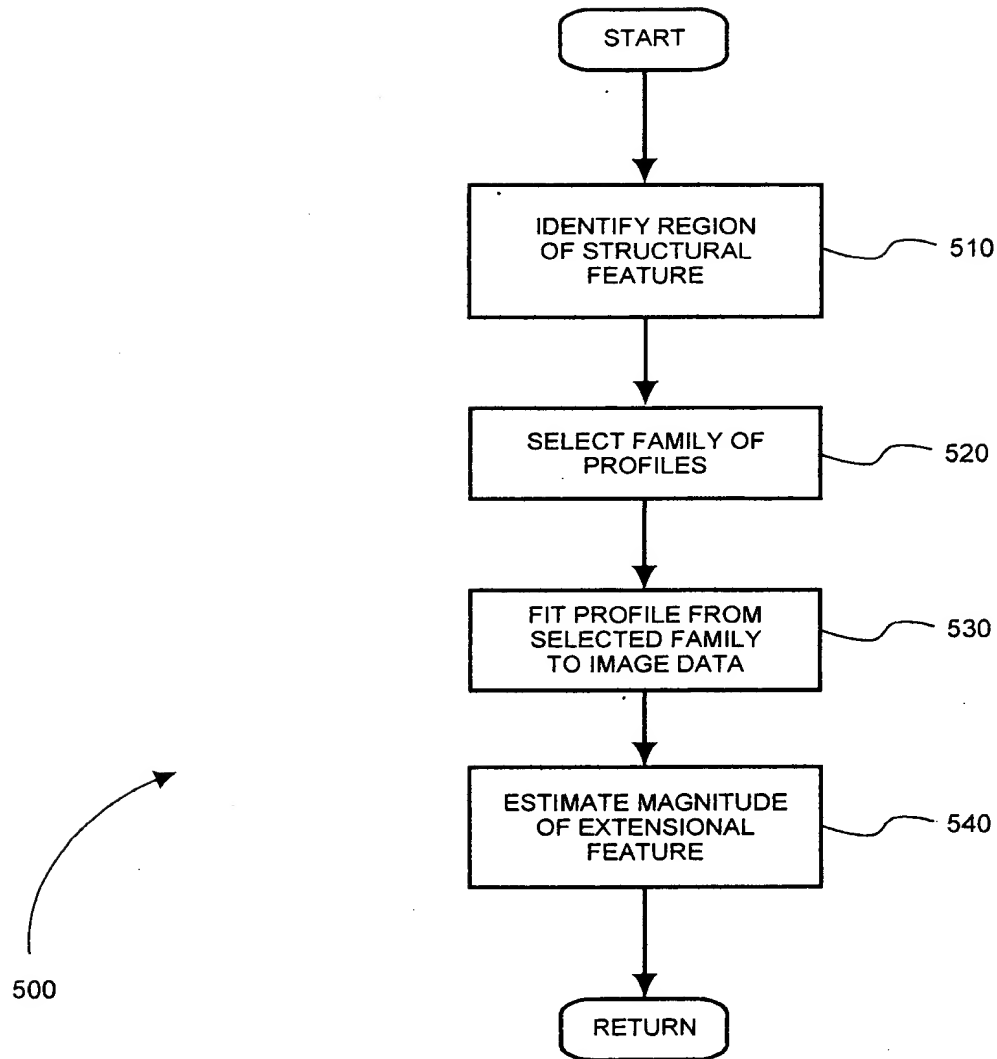 START
IDENTIFY REGION
OF STRUCTURAL
FEATURE
510
SELECT FAMILY OF
PROFILES
520
FIT PROFILE FROM
SELECTED FAMILY
TO IMAGE DATA
530
ESTIMATE MAGNITUDE
OF EXTENSIONAL
FEATURE
540
500
RETURN